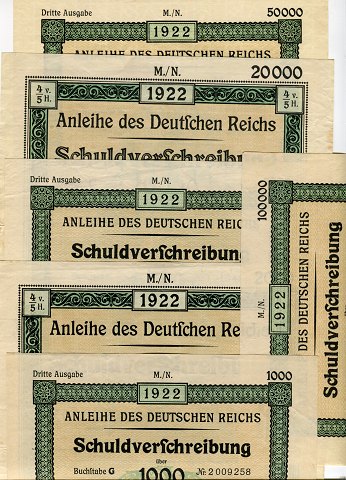 Dritte Ausgabe M./N. 50000
1922
ANLEIHE DES DEUTSCHEN REICHS
M./N. 20000
4 v. 5 H. 1922 4 v. 5 H.
Anleihe des Deutſchen Reichs
Schuldverſchreibung
Dritte Ausgabe M./N.
1922
ANLEIHE DES DEUTSCHEN
Schuldverſchreibung
M./N.
4 v. 5 H. 1922
Anleihe des Deutſchen Rei
100000
M./N.
1922
DES DEUTSCHEN REICHS
Schuldverſchreibung
Dritte Ausgabe M./N. 1000
1922
ANLEIHE DES DEUTSCHEN REICHS
Schuldverſchreibung
über
Buchſtabe G 1000 № 2009258